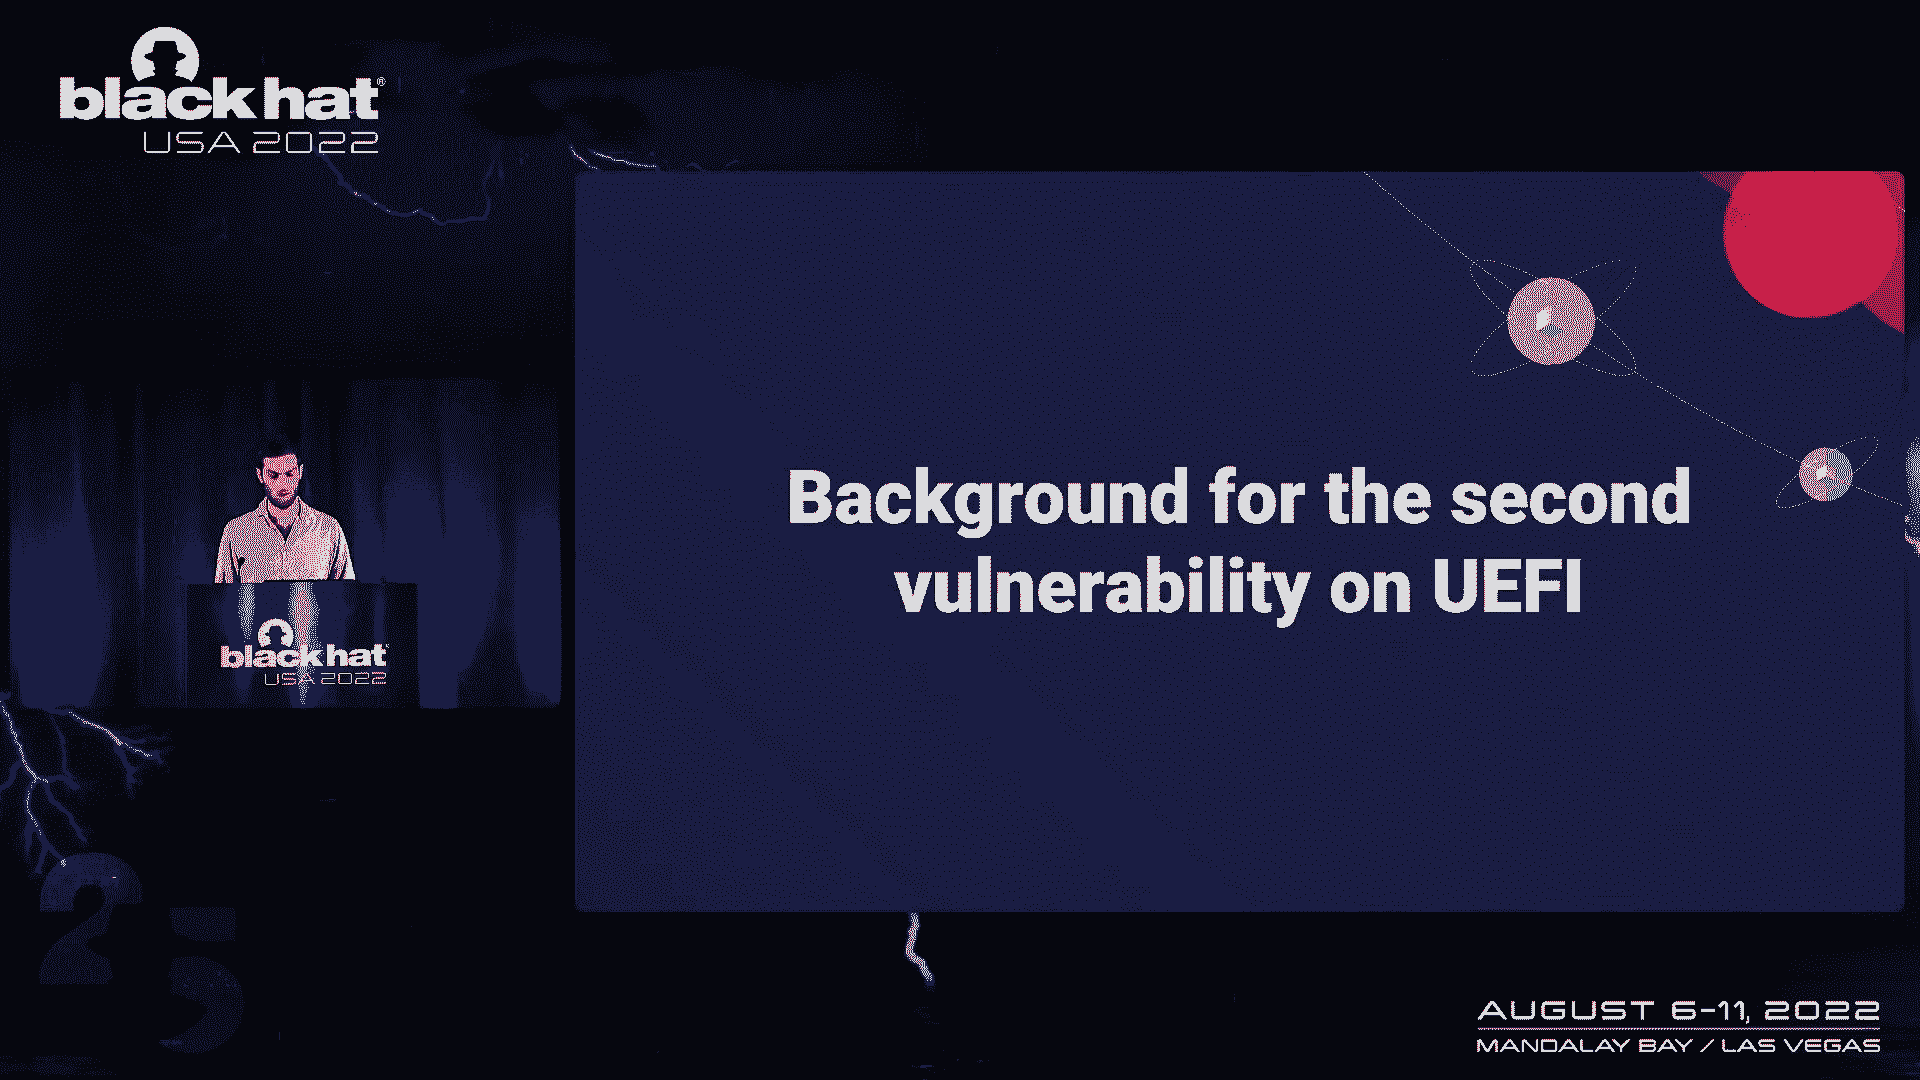 black hat®
USA 2022
Background for the second
vulnerability on UEFI
black hat
USA 2022
25
AUGUST 6-11, 2022
MANDALAY BAY / LAS VEGAS